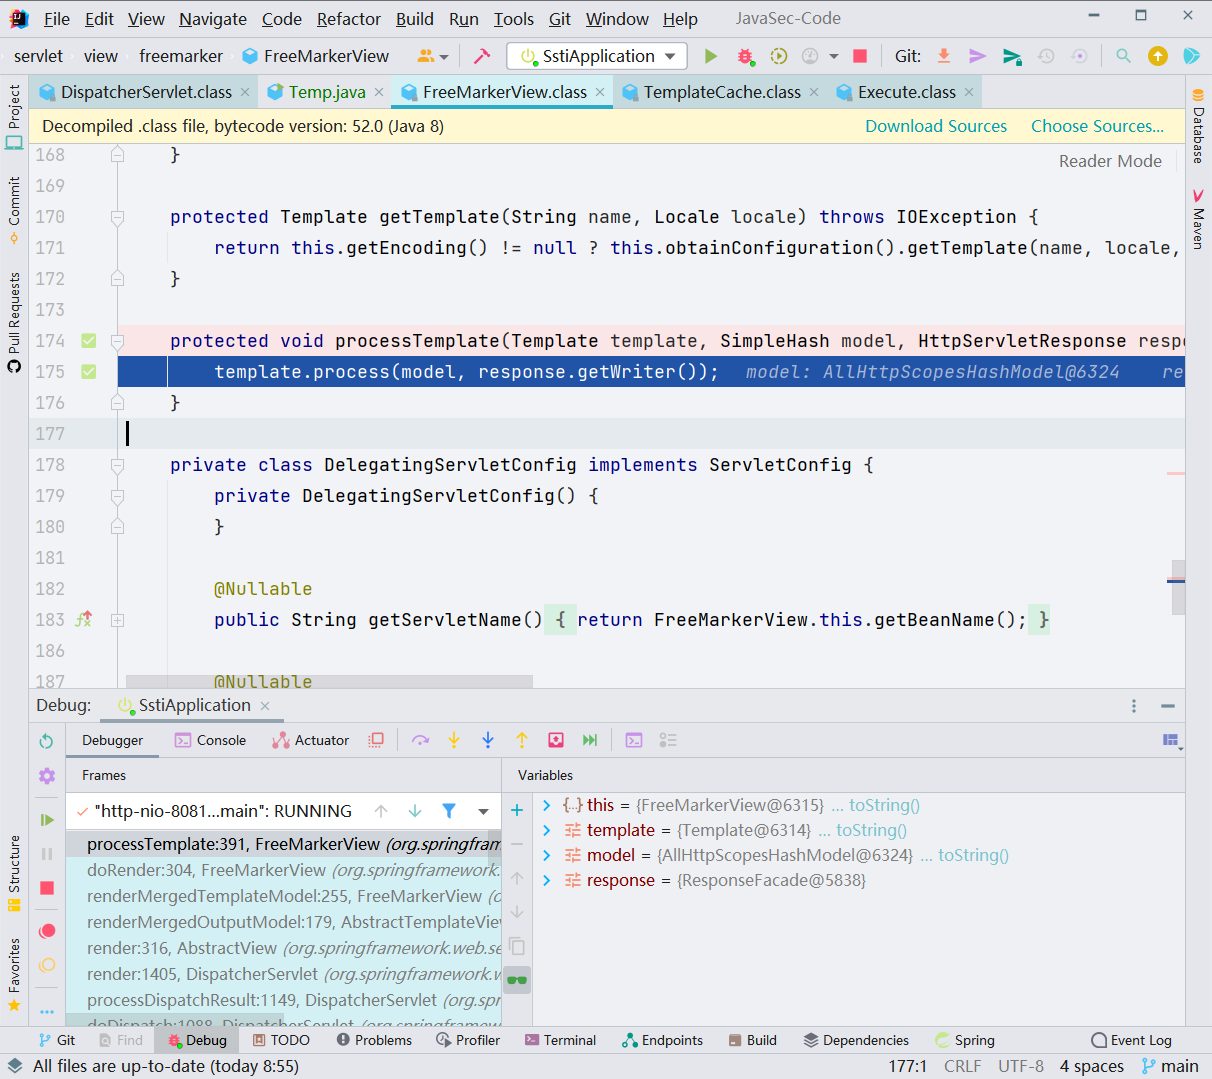 File Edit View Navigate Code Refactor Build Run Tools Git Window Help JavaSec-Code
servlet view freemarker FreeMarkerView SstiApplication Git:
DispatcherServlet.class Temp.java FreeMarkerView.class TemplateCache.class Execute.class
Decompiled .class file, bytecode version: 52.0 (Java 8) Download Sources Choose Sources...
Reader Mode
168 }
169
170 protected Template getTemplate(String name, Locale locale) throws IOException {
171 return this.getEncoding() != null ? this.obtainConfiguration().getTemplate(name, locale,
172 }
173
174 protected void processTemplate(Template template, SimpleHash model, HttpServletResponse respo
175 template.process(model, response.getWriter()); model: AllHttpScopesHashModel@6324 re
176 }
177
178 private class DelegatingServletConfig implements ServletConfig {
179 private DelegatingServletConfig() {
180 }
181
182 @Nullable
183 public String getServletName() { return FreeMarkerView.this.getBeanName(); }
186
187 @Nullable
Project
Commit
Pull Requests
Structure
Favorites
Database
Maven
Debug: SstiApplication
Debugger Console Actuator
Frames Variables
"http-nio-8081...main": RUNNING
processTemplate:391, FreeMarkerView (org.springfram
doRender:304, FreeMarkerView (org.springframework.
renderMergedTemplateModel:255, FreeMarkerView (o
renderMergedOutputModel:179, AbstractTemplateView
render:316, AbstractView (org.springframework.web.se
render:1405, DispatcherServlet (org.springframework.w
processDispatchResult:1149, DispatcherServlet (org.spr
doDispatch:1088, DispatcherServlet (org.springframework
this = {FreeMarkerView@6315} ... toString()
template = {Template@6314} ... toString()
model = {AllHttpScopesHashModel@6324} ... toString()
response = {ResponseFacade@5838}
Git Find Debug TODO Problems Profiler Terminal Endpoints Build Dependencies Spring Event Log
All files are up-to-date (today 8:55) 177:1 CRLF UTF-8 4 spaces main